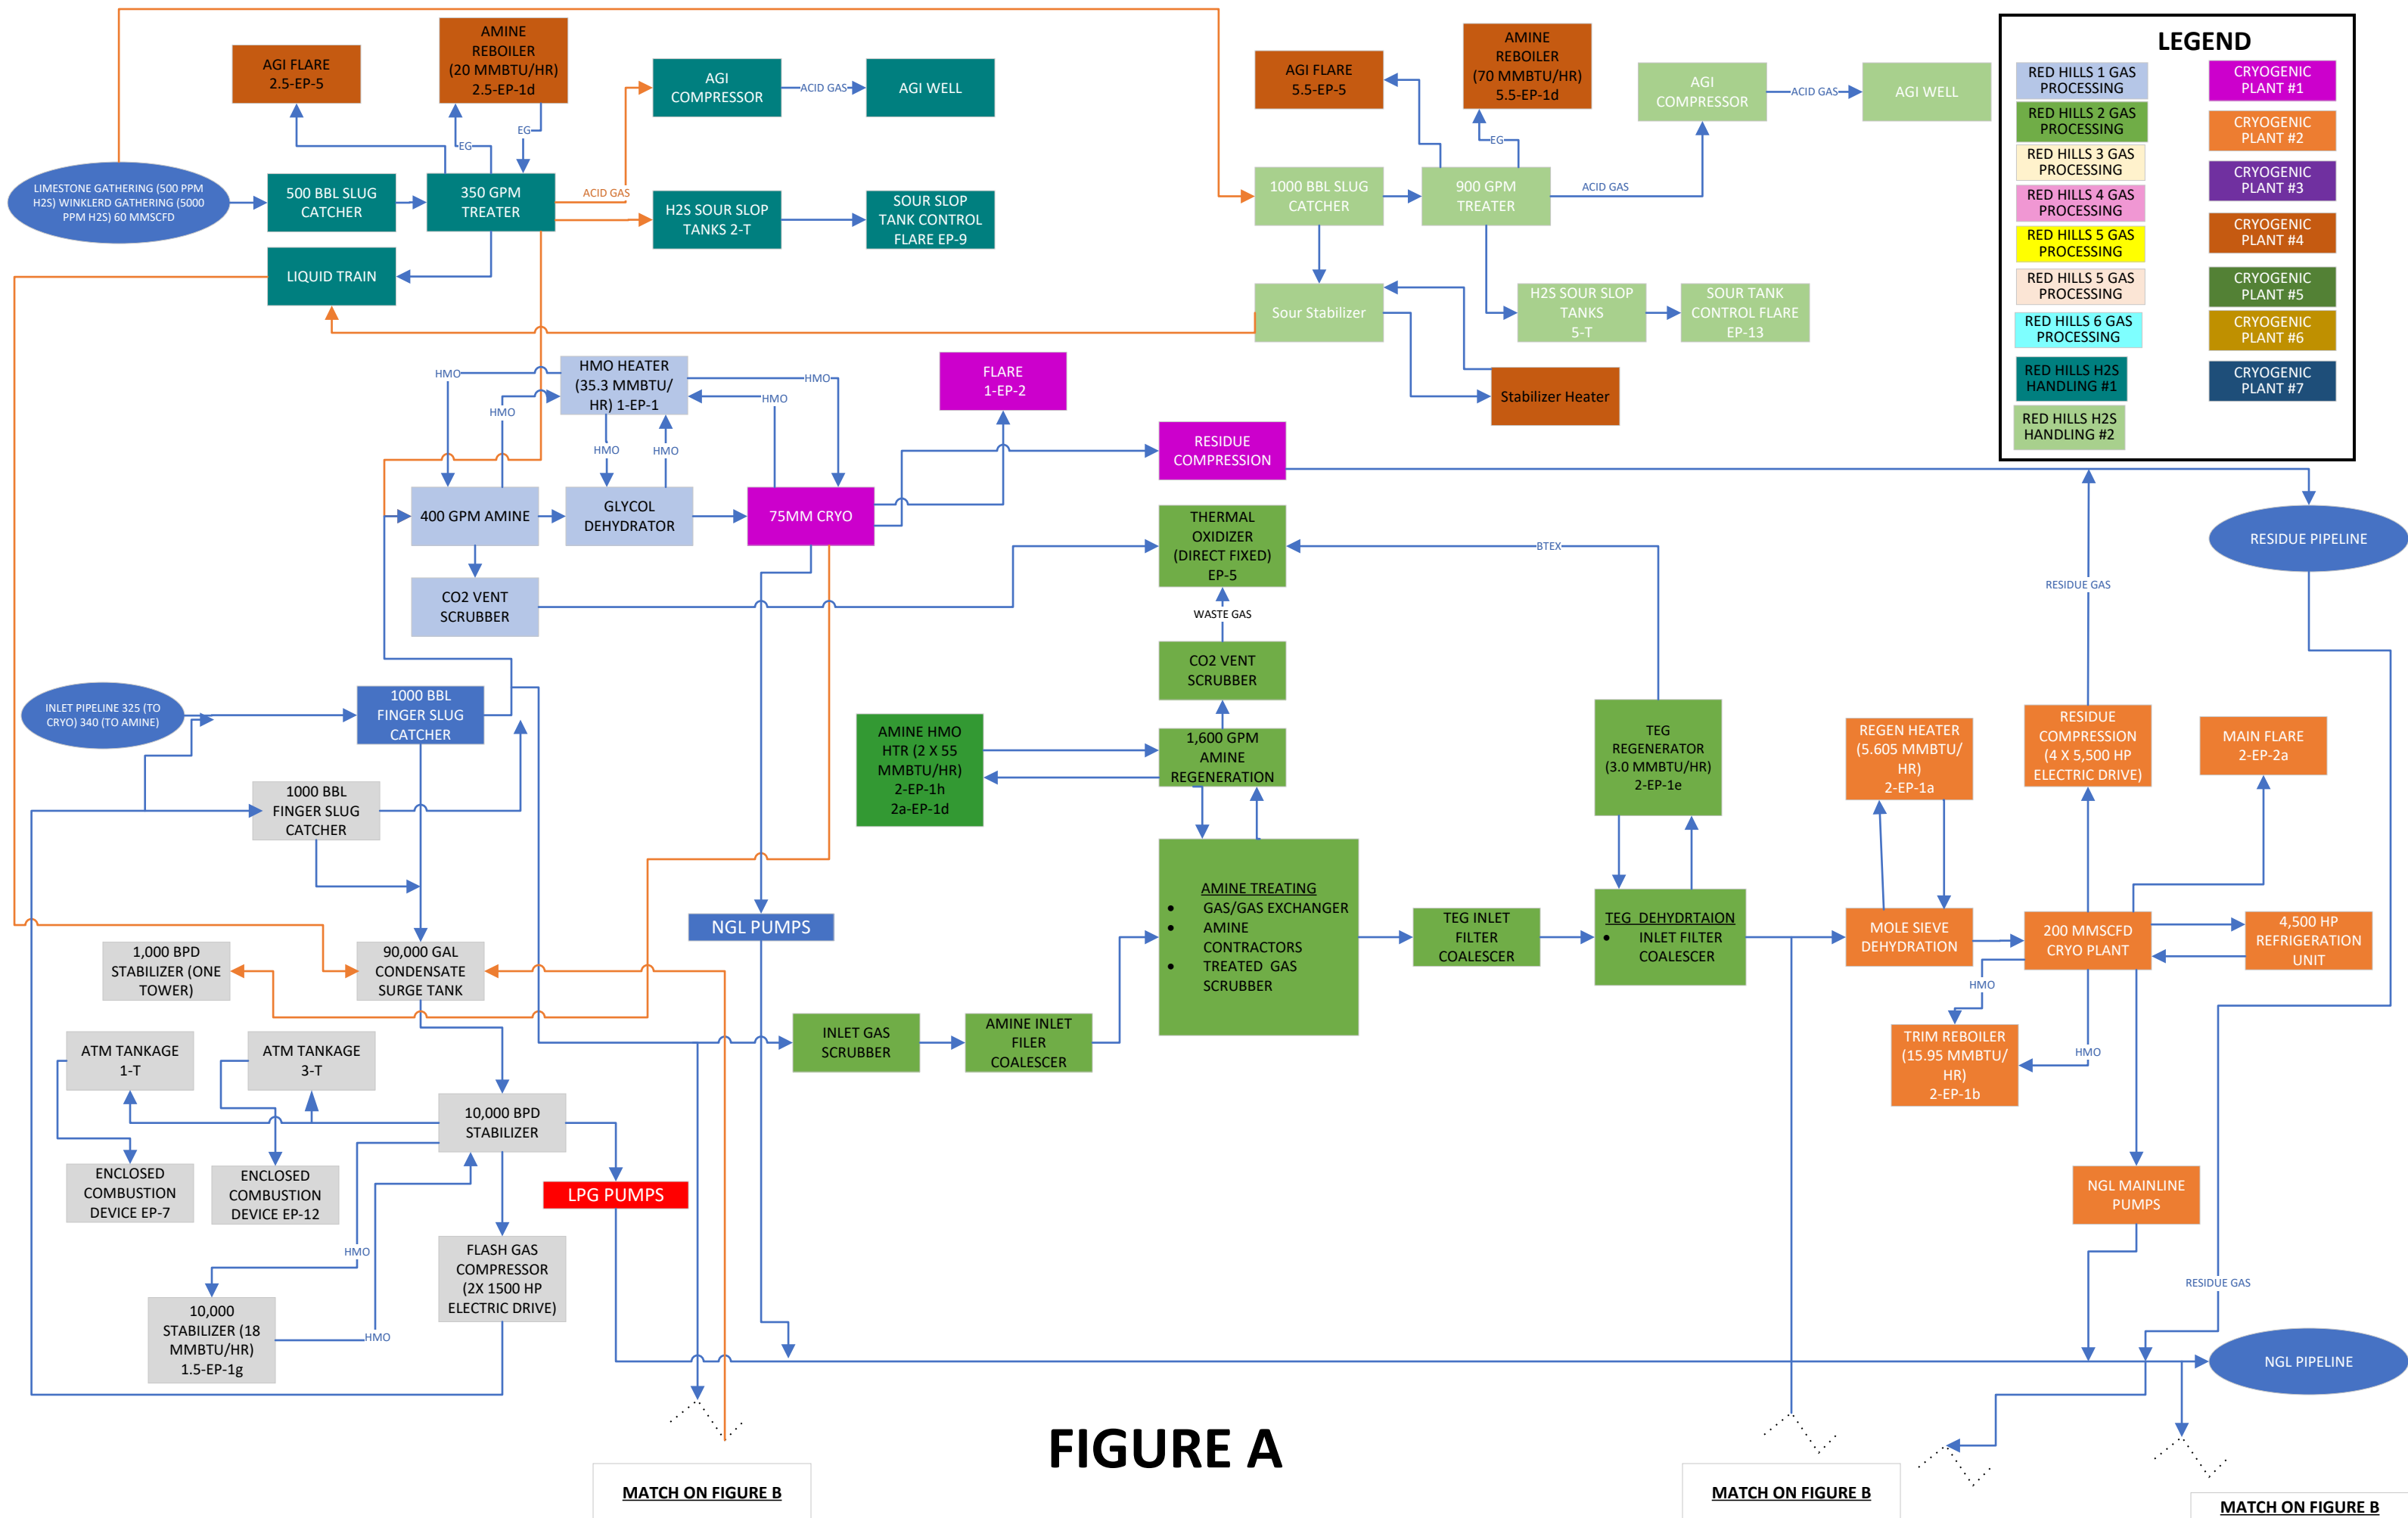 AGI FLARE
2.5-EP-5
AMINE
REBOILER
(20 MMBTU/HR)
2.5-EP-1d
AGI
COMPRESSOR
ACID GAS
AGI WELL
AGI FLARE
5.5-EP-5
AMINE
REBOILER
(70 MMBTU/HR)
5.5-EP-1d
AGI
COMPRESSOR
ACID GAS
AGI WELL
LEGEND
RED HILLS 1 GAS
PROCESSING
RED HILLS 2 GAS
PROCESSING
RED HILLS 3 GAS
PROCESSING
RED HILLS 4 GAS
PROCESSING
RED HILLS 5 GAS
PROCESSING
RED HILLS 5 GAS
PROCESSING
RED HILLS 6 GAS
PROCESSING
RED HILLS H2S
HANDLING #1
RED HILLS H2S
HANDLING #2
CRYOGENIC
PLANT #1
CRYOGENIC
PLANT #2
CRYOGENIC
PLANT #3
CRYOGENIC
PLANT #4
CRYOGENIC
PLANT #5
CRYOGENIC
PLANT #6
CRYOGENIC
PLANT #7
EG
EG
EG
LIMESTONE GATHERING (500 PPM
H2S) WINKLERD GATHERING (5000
PPM H2S) 60 MMSCFD
500 BBL SLUG
CATCHER
350 GPM
TREATER
ACID GAS
H2S SOUR SLOP
TANKS 2-T
SOUR SLOP
TANK CONTROL
FLARE EP-9
1000 BBL SLUG
CATCHER
900 GPM
TREATER
ACID GAS
LIQUID TRAIN
Sour Stabilizer
H2S SOUR SLOP
TANKS
5-T
SOUR TANK
CONTROL FLARE
EP-13
Stabilizer Heater
HMO
HMO HEATER
(35.3 MMBTU/
HR) 1-EP-1
HMO
HMO
HMO
HMO
HMO
FLARE
1-EP-2
RESIDUE
COMPRESSION
400 GPM AMINE
GLYCOL
DEHYDRATOR
75MM CRYO
THERMAL
OXIDIZER
(DIRECT FIXED)
EP-5
BTEX
RESIDUE PIPELINE
RESIDUE GAS
CO2 VENT
SCRUBBER
WASTE GAS
CO2 VENT
SCRUBBER
INLET PIPELINE 325 (TO
CRYO) 340 (TO AMINE)
1000 BBL
FINGER SLUG
CATCHER
AMINE HMO
HTR (2 X 55
MMBTU/HR)
2-EP-1h
2a-EP-1d
1,600 GPM
AMINE
REGENERATION
TEG
REGENERATOR
(3.0 MMBTU/HR)
2-EP-1e
REGEN HEATER
(5.605 MMBTU/
HR)
2-EP-1a
RESIDUE
COMPRESSION
(4 X 5,500 HP
ELECTRIC DRIVE)
MAIN FLARE
2-EP-2a
1000 BBL
FINGER SLUG
CATCHER
AMINE TREATING
• GAS/GAS EXCHANGER
• AMINE
CONTRACTORS
• TREATED GAS
SCRUBBER
TEG INLET
FILTER
COALESCER
TEG DEHYDRTAION
• INLET FILTER
COALESCER
MOLE SIEVE
DEHYDRATION
200 MMSCFD
CRYO PLANT
4,500 HP
REFRIGERATION
UNIT
NGL PUMPS
1,000 BPD
STABILIZER (ONE
TOWER)
90,000 GAL
CONDENSATE
SURGE TANK
HMO
HMO
TRIM REBOILER
(15.95 MMBTU/
HR)
2-EP-1b
INLET GAS
SCRUBBER
AMINE INLET
FILER
COALESCER
ATM TANKAGE
1-T
ATM TANKAGE
3-T
10,000 BPD
STABILIZER
ENCLOSED
COMBUSTION
DEVICE EP-7
ENCLOSED
COMBUSTION
DEVICE EP-12
LPG PUMPS
NGL MAINLINE
PUMPS
HMO
FLASH GAS
COMPRESSOR
(2X 1500 HP
ELECTRIC DRIVE)
RESIDUE GAS
10,000
STABILIZER (18
MMBTU/HR)
1.5-EP-1g
HMO
NGL PIPELINE
FIGURE A
MATCH ON FIGURE B
MATCH ON FIGURE B
MATCH ON FIGURE B